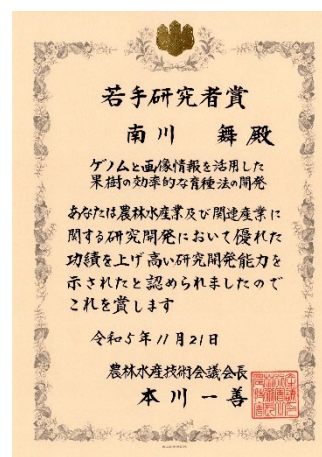 若手研究者賞
南川 舞 殿
ゲノムと画像情報を活用した
果樹の効率的な育種法の開発
あなたは農林水産業及び関連産業に
関する研究開発において優れた
功績を上げ高い研究開発能力を
示されたと認められましたので
これを賞します
令和5年11月21日
農林水産技術会議会長
本川一善